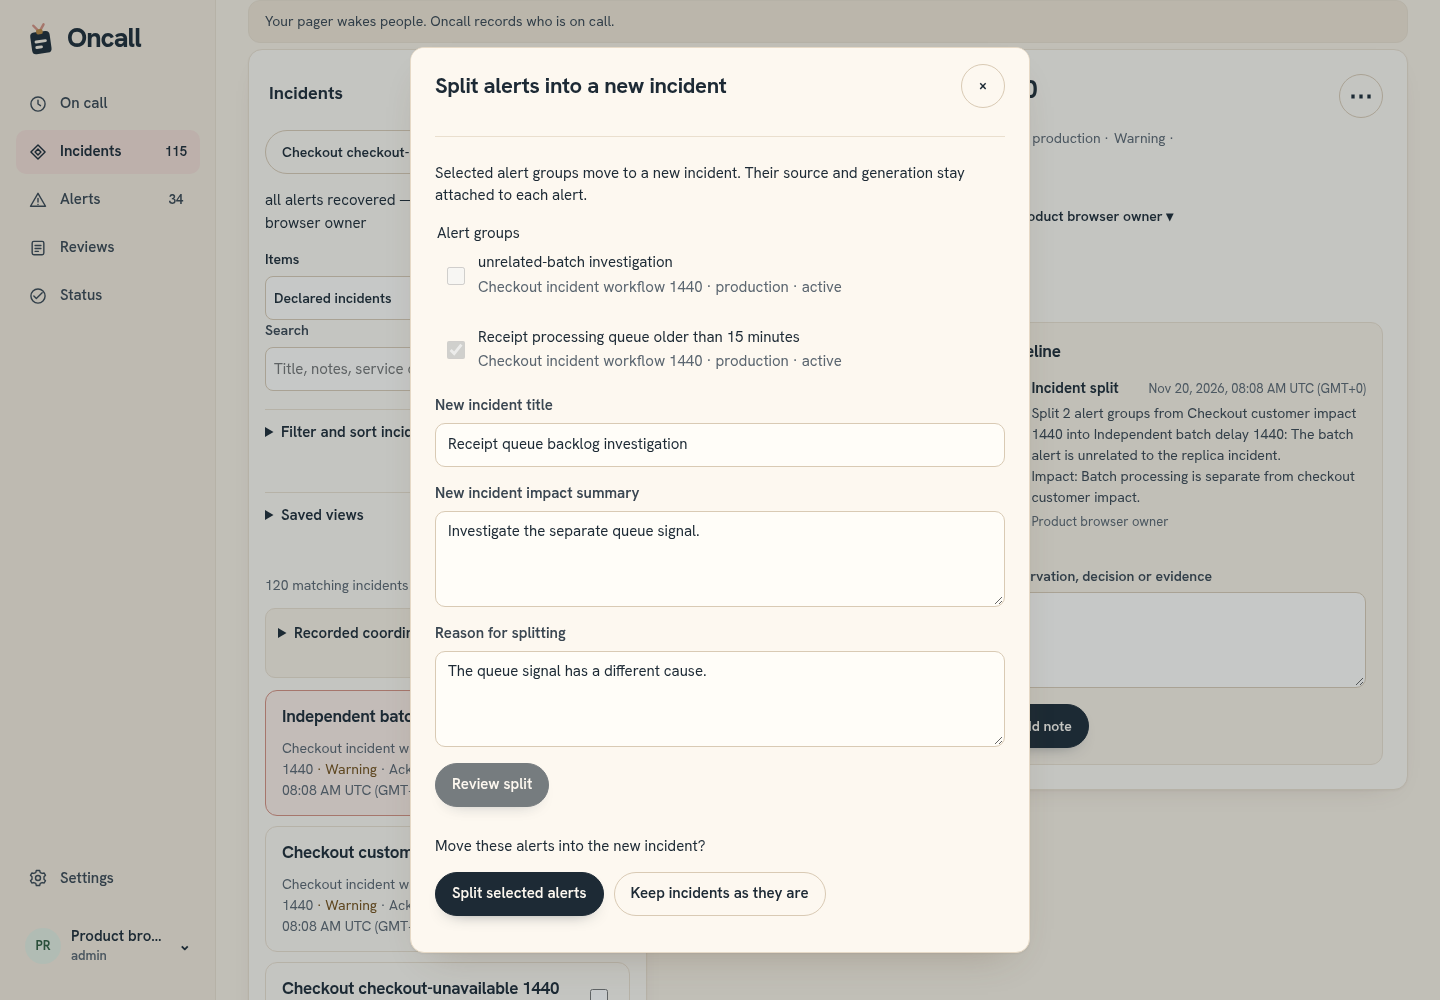 Oncall
On call
Incidents 115
Alerts 34
Reviews
Status
Settings
PR
Product bro...
admin
Your pager wakes people. Oncall records who is on call.
Incidents
Checkout checkout-
all alerts recovered —
browser owner
Items
Declared incidents
Search
Title, notes, service
Filter and sort
Saved views
120 matching incidents
Recorded
Independent
Checkout incident
1440 · Warning ·
08:08 AM UTC
Checkout
Checkout incident
1440 · Warning ·
08:08 AM UTC
Checkout checkout-unavailable 1440
Split alerts into a new incident
×
Selected alert groups move to a new incident. Their source and generation stay
attached to each alert.
Alert groups
unrelated-batch investigation
Checkout incident workflow 1440 · production · active
Receipt processing queue older than 15 minutes
Checkout incident workflow 1440 · production · active
New incident title
Receipt queue backlog investigation
New incident impact summary
Investigate the separate queue signal.
Reason for splitting
The queue signal has a different cause.
Review split
Move these alerts into the new incident?
Split selected alerts
Keep incidents as they are
0
production · Warning ·
browser owner ▾
Incident split Nov 20, 2026, 08:08 AM UTC (GMT+0)
Split 2 alert groups from Checkout customer impact
1440 into Independent batch delay 1440: The batch
alert is unrelated to the replica incident.
Impact: Batch processing is separate from checkout
customer impact.
Product browser owner
decision or evidence
note